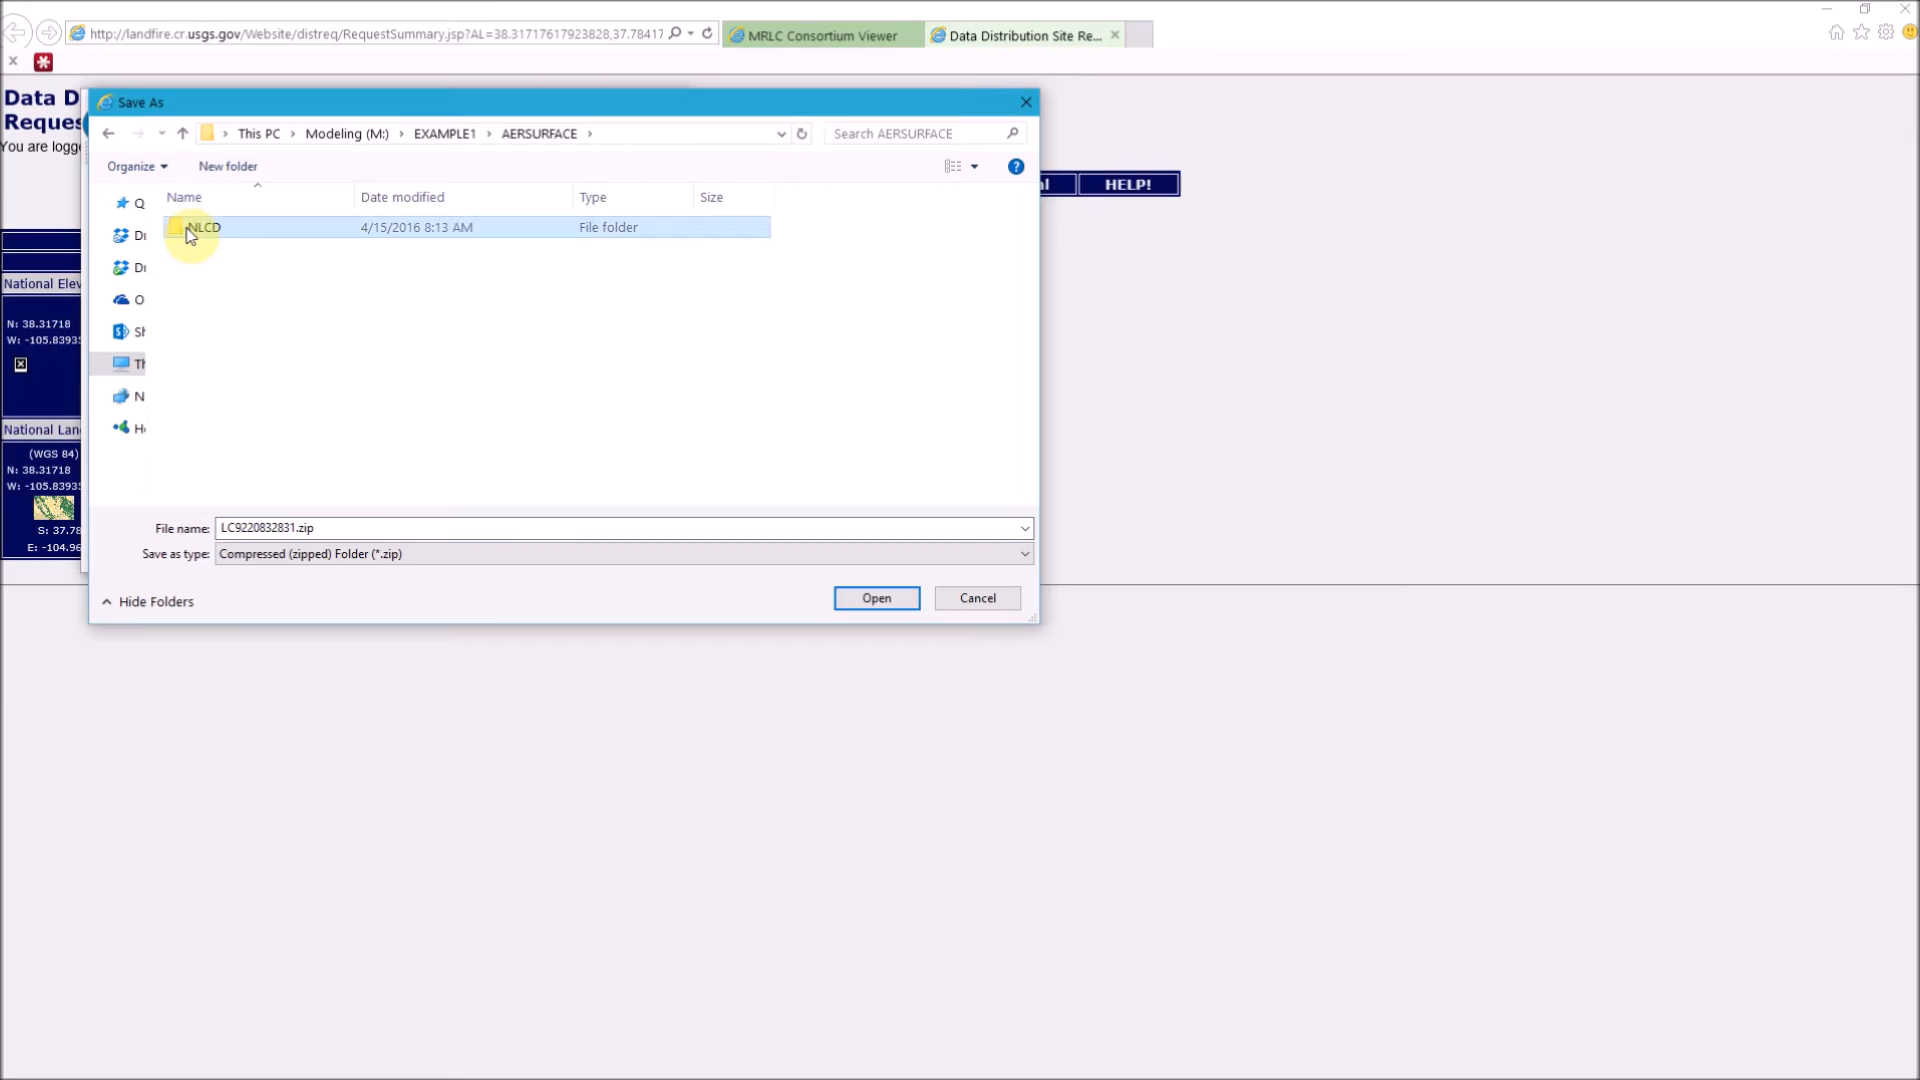 http://landfire.cr.usgs.gov/Website/distreq/RequestSummary.jsp?AL=38.31717617923828,37.78417
MRLC Consortium Viewer
Data Distribution Site Re...
Data D
Reques
You are logg
HELP!
National Elev
N: 38.31718
W: -105.8393
National Lan
(WGS 84)
N: 38.31718
W: -105.8393
S: 37.78
E: -104.96
Save As
This PC > Modeling (M:) > EXAMPLE1 > AERSURFACE >
Search AERSURFACE
Organize
New folder
Name
Date modified
Type
Size
NLCD
4/15/2016 8:13 AM
File folder
Q
Sh
Th
N
File name: LC9220832831.zip
Save as type: Compressed (zipped) Folder (*.zip)
Hide Folders
Open
Cancel